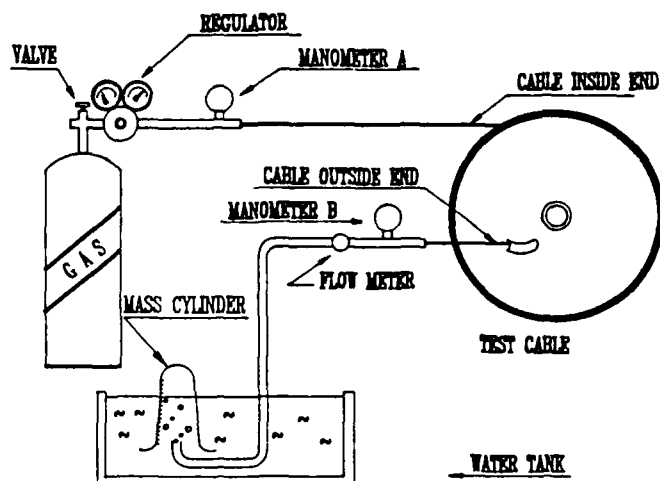 REGULATOR
VALVE
MANOMETER A
CABLE INSIDE END
CABLE OUTSIDE END
MANOMETER B
GAS
FLOW METER
MASS CYLINDER
TEST CABLE
WATER TANK